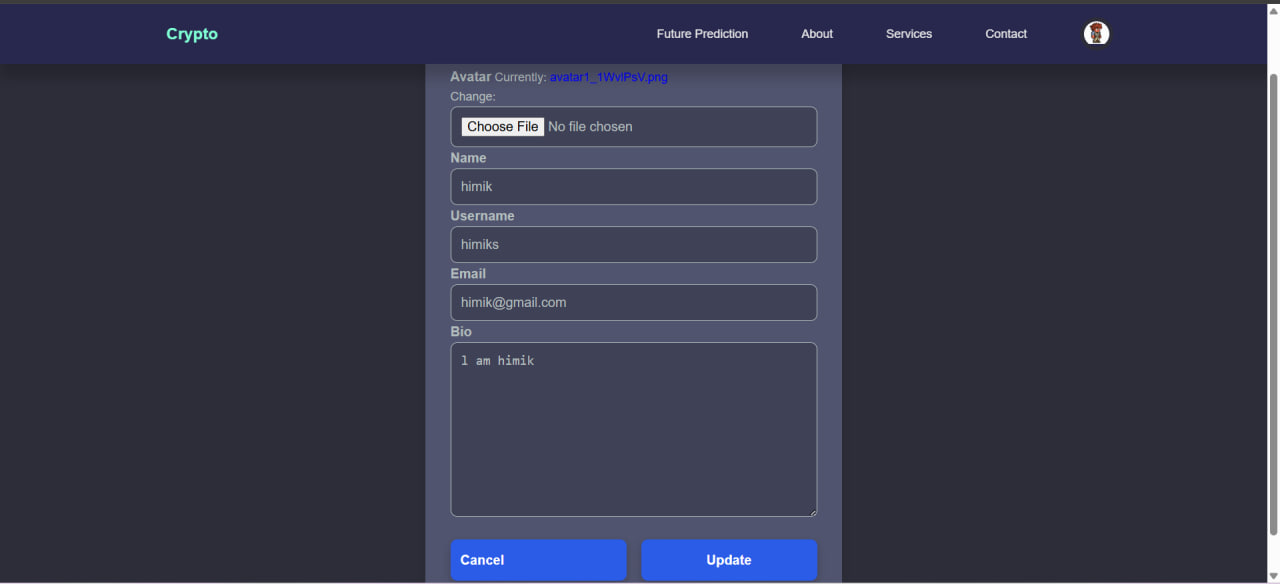 Crypto Future Prediction About Services Contact
Avatar Currently: avatar1_1WvlPsV.png
Change:
Choose File No file chosen
Name
himik
Username
himiks
Email
himik@gmail.com
Bio
l am himik
Cancel Update